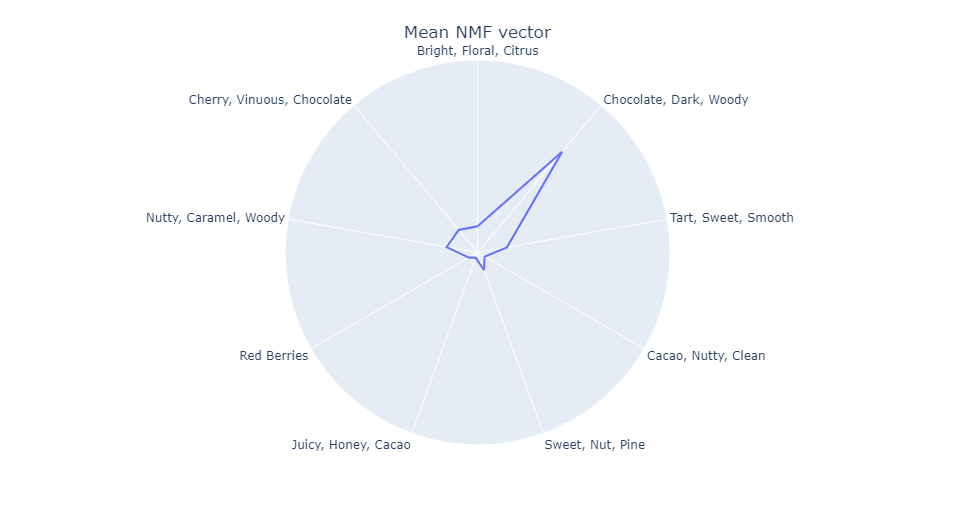 Mean NMF vector
Bright, Floral, Citrus
Cherry, Vinuous, Chocolate
Chocolate, Dark, Woody
Nutty, Caramel, Woody
Tart, Sweet, Smooth
Red Berries
Cacao, Nutty, Clean
Juicy, Honey, Cacao
Sweet, Nut, Pine